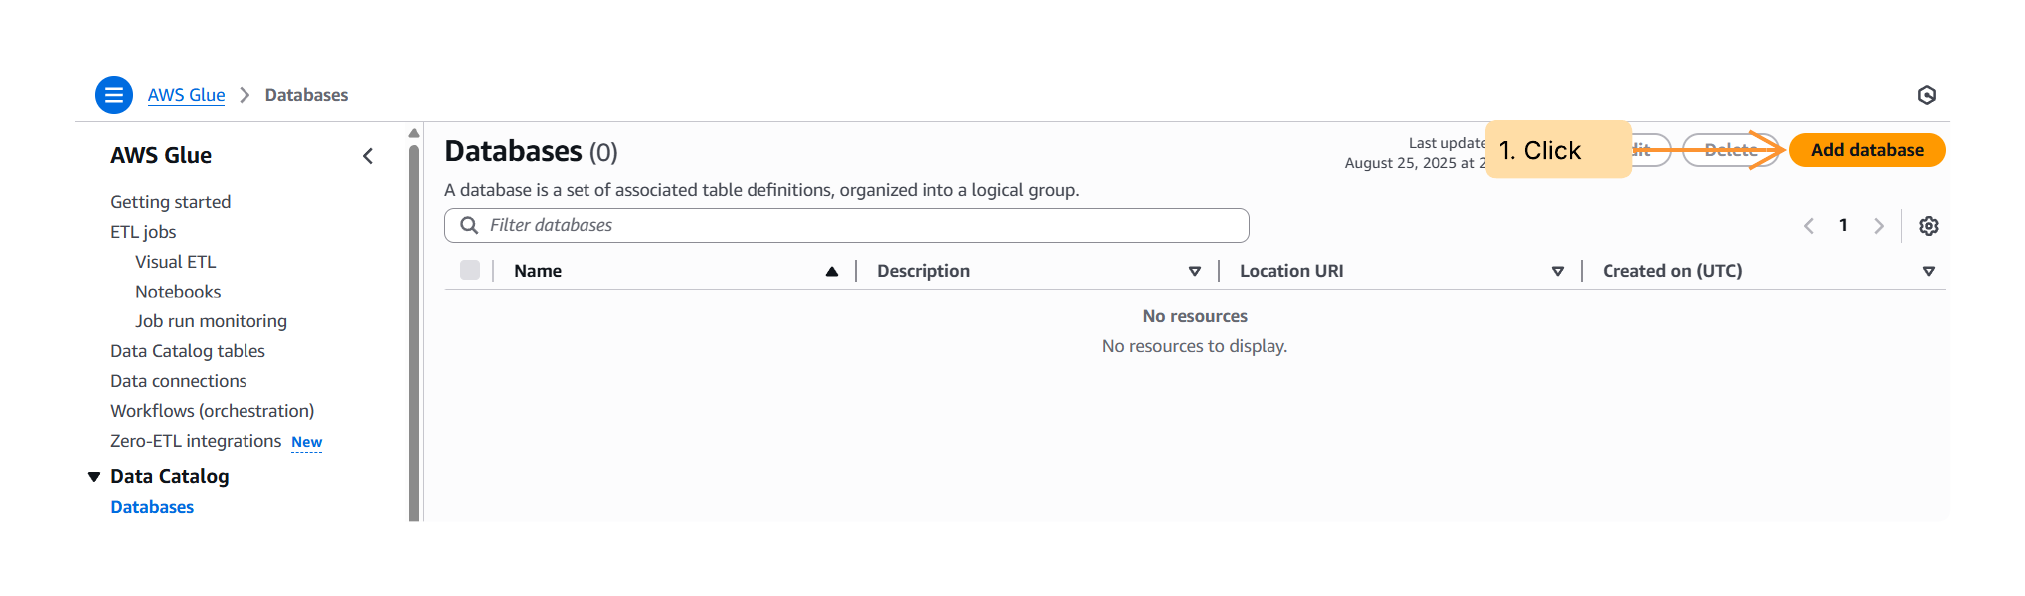 AWS Glue > Databases
AWS Glue
Getting started
ETL jobs
Visual ETL
Notebooks
Job run monitoring
Data Catalog tables
Data connections
Workflows (orchestration)
Zero-ETL integrations New
Data Catalog
Databases
Databases (0)
Last update
August 25, 2025 at 2
1. Click
Delete
Add database
A database is a set of associated table definitions, organized into a logical group.
Filter databases
1
Name Description Location URI Created on (UTC)
No resources
No resources to display.